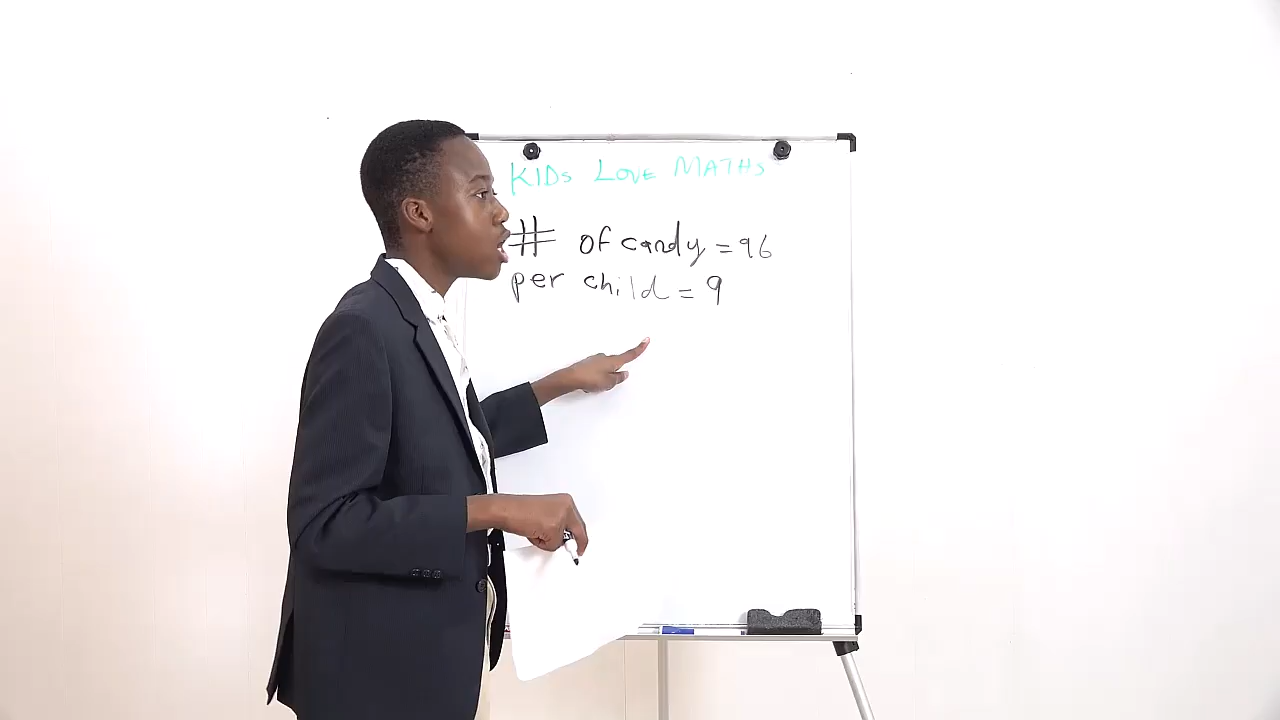 KIDs LOVE MATHs
# of candy = 96
per child = 9